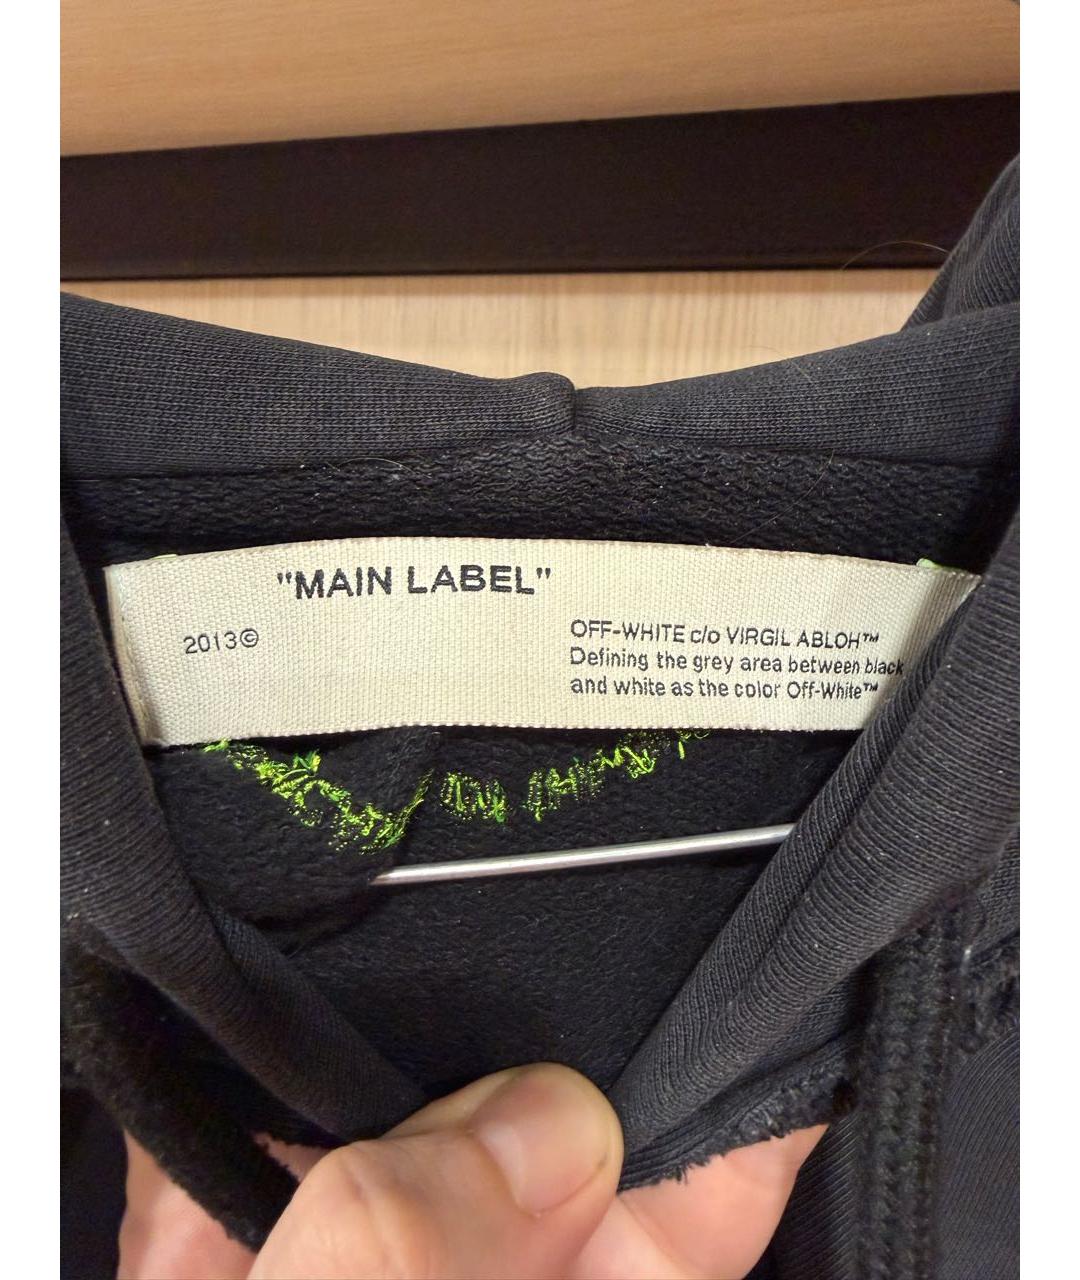 "MAIN LABEL"
2013©
OFF-WHITE c/o VIRGIL ABLOH™
Defining the grey area between black
and white as the color Off-White™